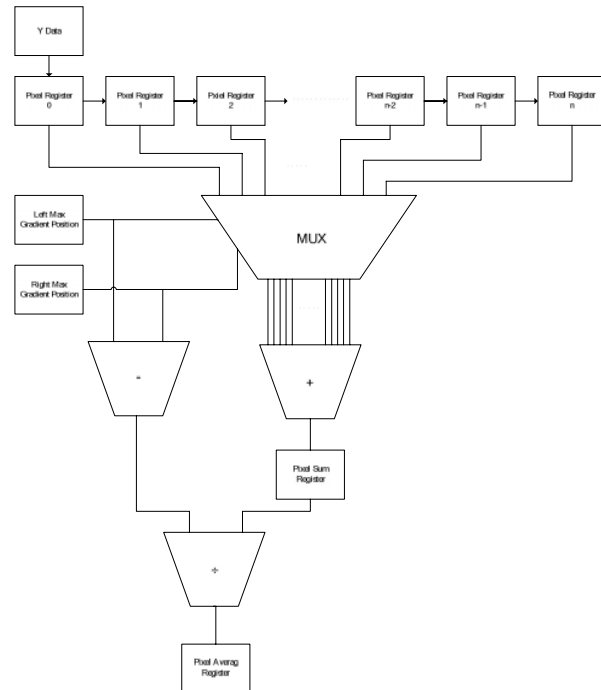 Y Data
Pixel Register
0
Pixel Register
1
Pxiel Register
2
Pixel Register
n-2
Pixel Register
n-1
Pixel Register
n
Left Max
Gradient Position
MUX
Right Max
Gradient Position
-
+
Pixel Sum
Register
÷
Pixel Averag
Register